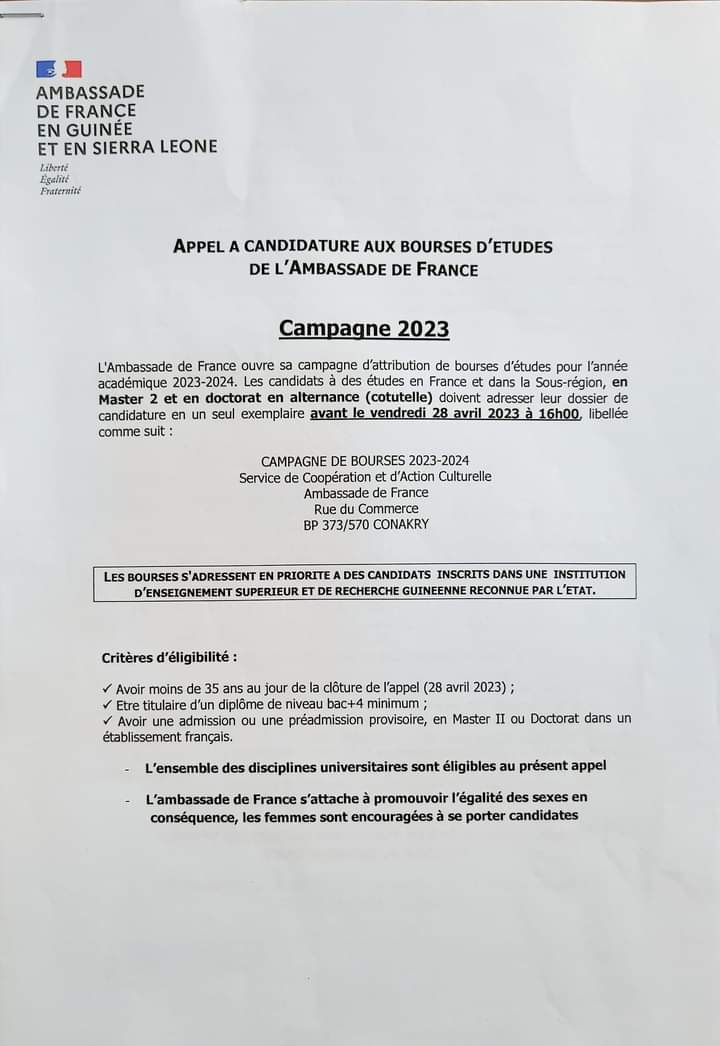 AMBASSADE
DE FRANCE
EN GUINÉE
ET EN SIERRA LEONE
Liberté
Égalité
Fraternité
APPEL A CANDIDATURE AUX BOURSES D'ETUDES
DE L'AMBASSADE DE FRANCE
Campagne 2023
L'Ambassade de France ouvre sa campagne d'attribution de bourses d'études pour l'année
académique 2023-2024. Les candidats à des études en France et dans la Sous-région, en
Master 2 et en doctorat en alternance (cotutelle) doivent adresser leur dossier de
candidature en un seul exemplaire avant le vendredi 28 avril 2023 à 16h00, libellée
comme suit :
CAMPAGNE DE BOURSES 2023-2024
Service de Coopération et d'Action Culturelle
Ambassade de France
Rue du Commerce
BP 373/570 CONAKRY
LES BOURSES S'ADRESSENT EN PRIORITE A DES CANDIDATS INSCRITS DANS UNE INSTITUTION
D'ENSEIGNEMENT SUPERIEUR ET DE RECHERCHE GUINEENNE RECONNUE PAR L'ETAT.
Critères d'éligibilité :
✓ Avoir moins de 35 ans au jour de la clôture de l'appel (28 avril 2023) ;
✓ Etre titulaire d'un diplôme de niveau bac+4 minimum ;
✓ Avoir une admission ou une préadmission provisoire, en Master II ou Doctorat dans un
établissement français.
- L'ensemble des disciplines universitaires sont éligibles au présent appel
- L'ambassade de France s'attache à promouvoir l'égalité des sexes en
conséquence, les femmes sont encouragées à se porter candidates